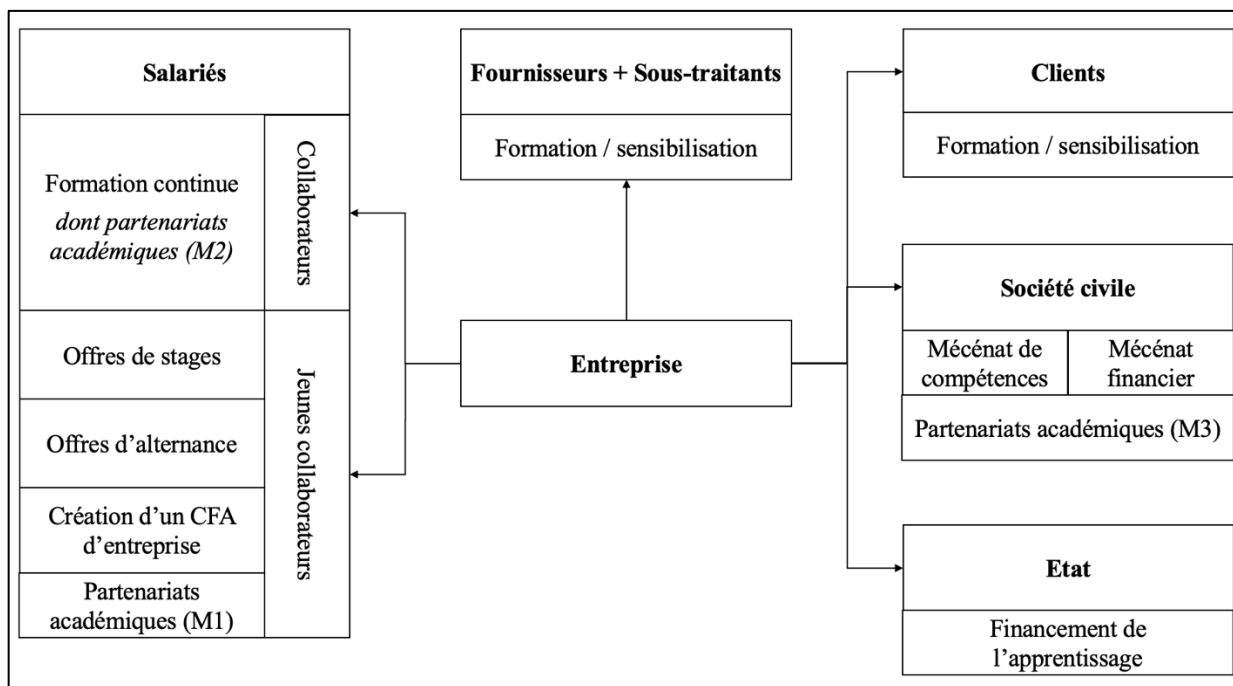 Salariés
Formation continue
dont partenariats
académiques (M2)
Collaborateurs
Offres de stages
Offres d’alternance
Création d’un CFA
d’entreprise
Partenariats
académiques (M1)
Jeunes collaborateurs
Fournisseurs + Sous-traitants
Formation / sensibilisation
Entreprise
Clients
Formation / sensibilisation
Société civile
Mécénat de
compétences
Mécénat
financier
Partenariats académiques (M3)
Etat
Financement de
l’apprentissage